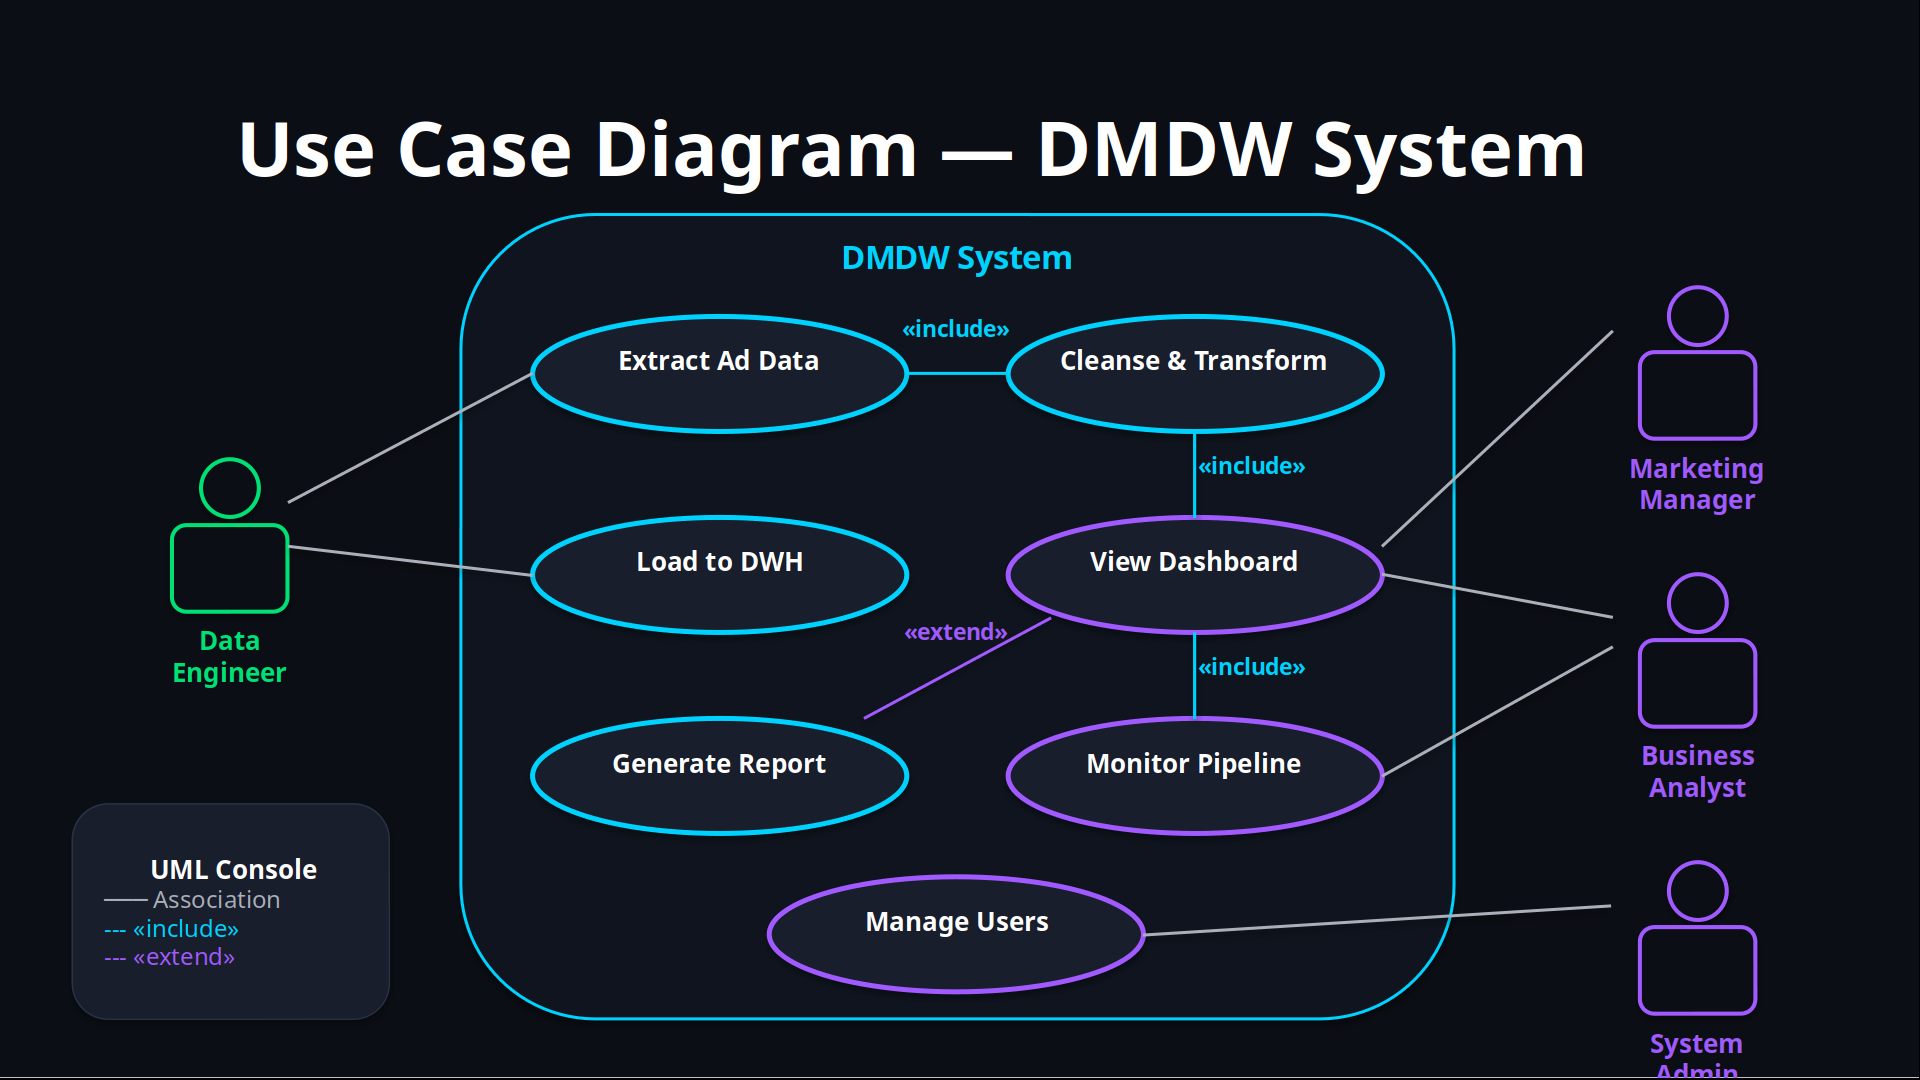 Use Case Diagram — DMDW System
DMDW System
«include»
Extract Ad Data
Cleanse & Transform
«include»
Marketing
Manager
Load to DWH
View Dashboard
«extend»
«include»
Data
Engineer
Generate Report
Monitor Pipeline
Business
Analyst
UML Console
—— Association
--- «include»
--- «extend»
Manage Users
System
Admin